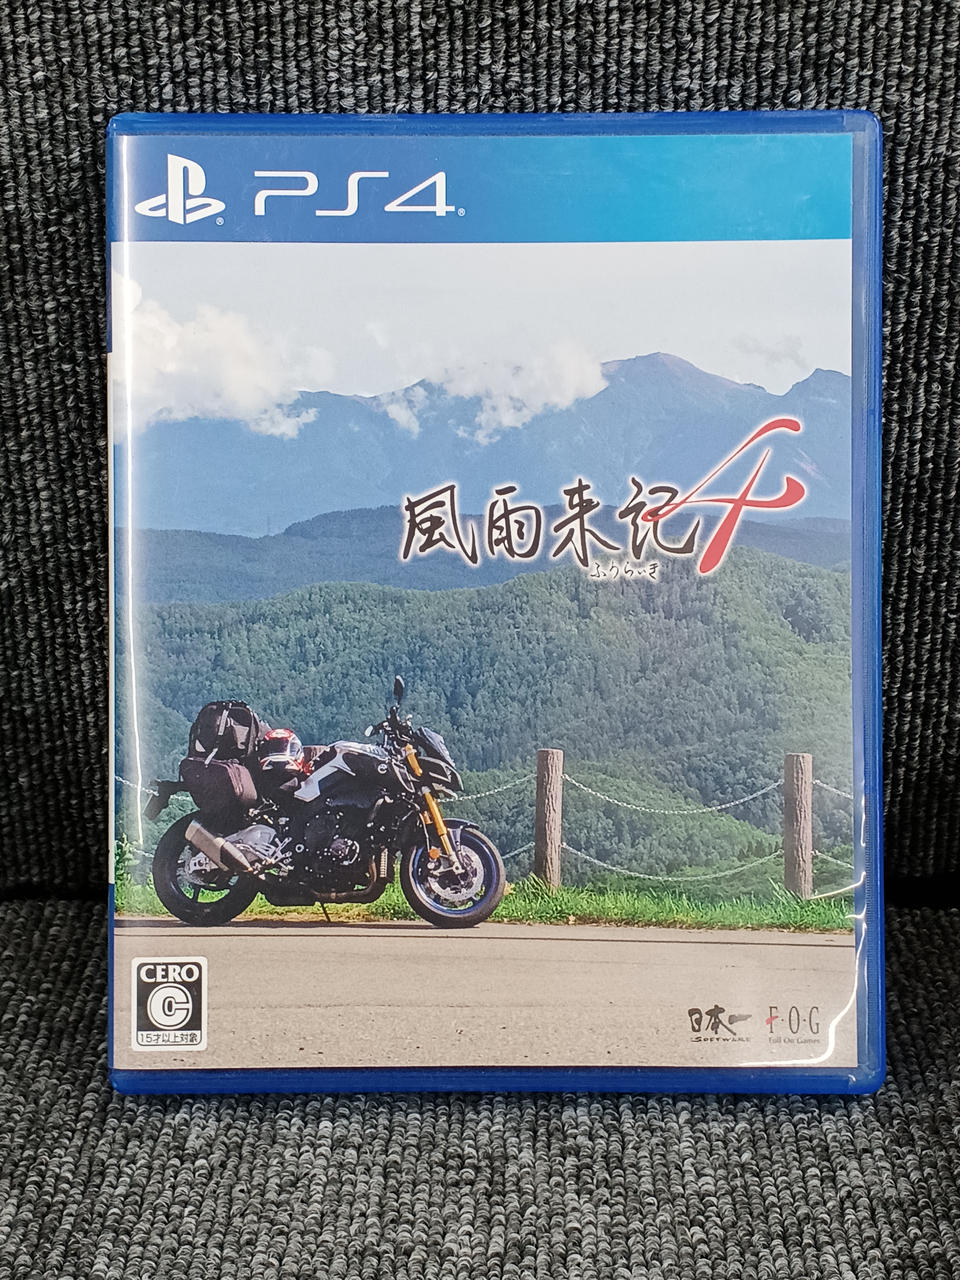 PS4
風雨来記4
ふうらいき
CERO
C
15才以上対象
日本一 F·O·G
SOFTWARE Full On Games